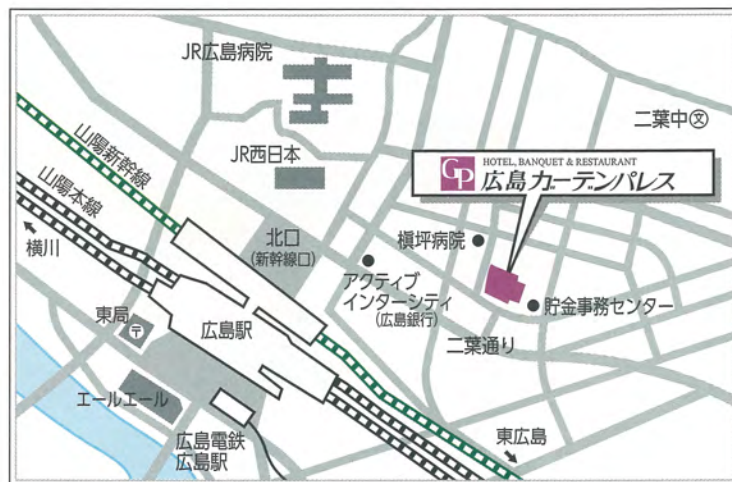 JR広島病院
二葉中文
山陽新幹線
JR西日本
GP
HOTEL, BANQUET & RESTAURANT
広島ガーデンパレス
山陽本線
横川
北口
(新幹線口)
槇坪病院
アクティブ
インターシティ
(広島銀行)
貯金事務センター
東局
〒
広島駅
二葉通り
エールエール
広島電鉄
広島駅
東広島